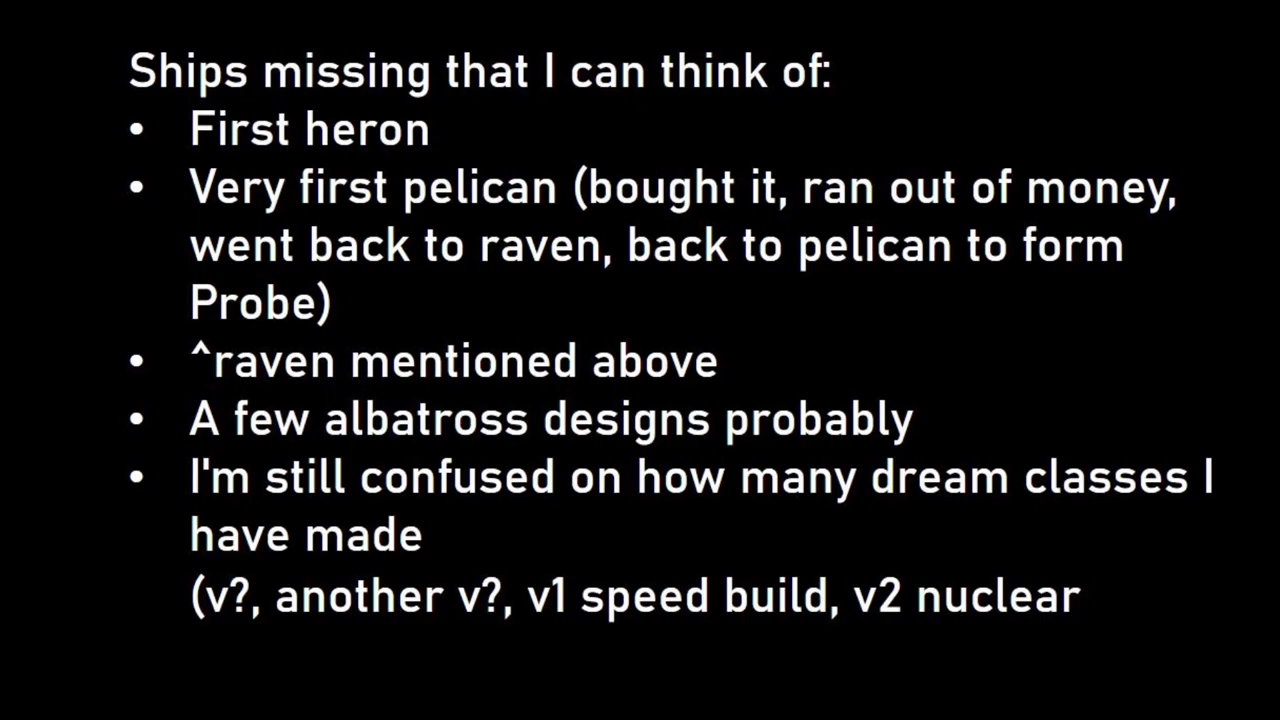 Ships missing that I can think of:
• First heron
• Very first pelican (bought it, ran out of money,
went back to raven, back to pelican to form
Probe)
• ^raven mentioned above
• A few albatross designs probably
• I'm still confused on how many dream classes I
have made
(v?, another v?, v1 speed build, v2 nuclear